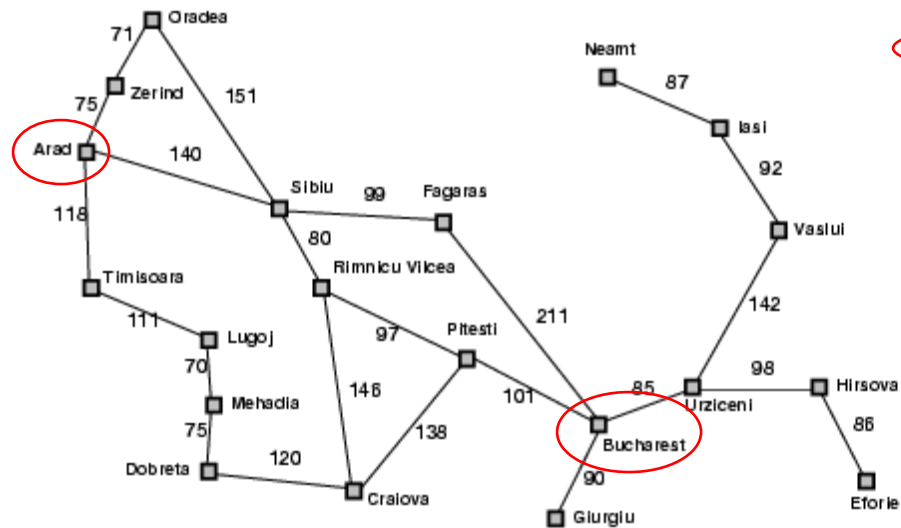 Oradea
71
Neamt
87
Zerind
151
75
Iasi
Arad
140
92
Sibiu
99
Fagaras
118
80
Vaslui
Timisoara
Rimnicu Vilcea
142
111
211
Lugoj
97
Pitesti
70
98
146
85
Hirsova
Mehadia
101
Urziceni
86
75
138
Bucharest
120
Dobreta
90
Craiova
Eforie
Giurgiu